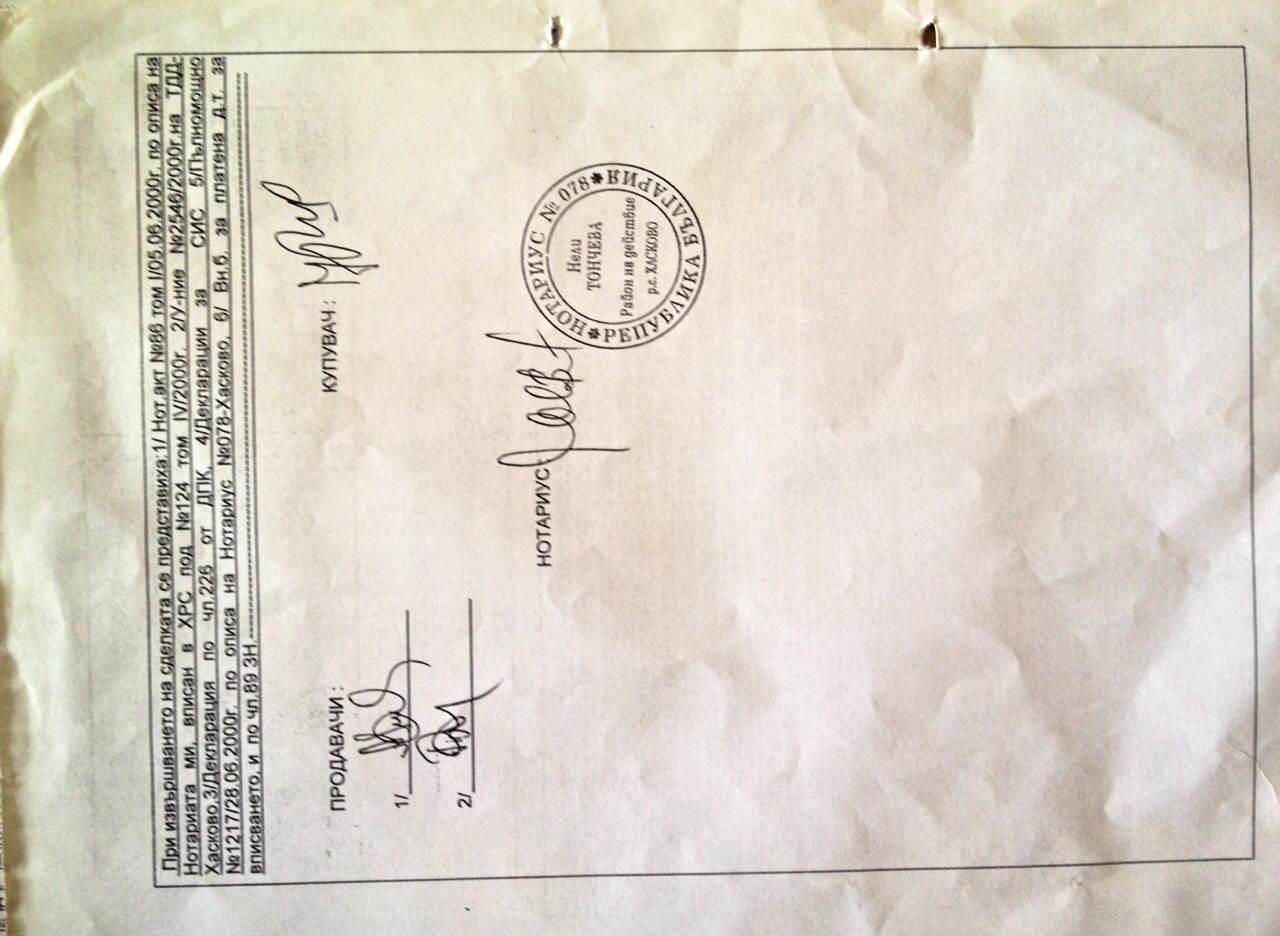 При извършването на сделката се представиха:1/ Нот.акт №86 том I/05.06.2000г. по описа на
Нотариата ми, вписан в ХРС под №124 том IV/2000г. 2/У-ние №2546/2000г.на ТДД-
Хасково,3/Декларация по чл.226 от ДПК, 4/Декларации за СИС 5/Пълномощно
№1217/28.06.2000г. по описа на Нотариус №078-Хасково, 6/ Вн.б. за платена д.т. за
вписването, и по чл.89 ЗН.
ПРОДАВАЧИ :
КУПУВАЧ :
1/
2/
НОТАРИУС:
НОТАРИУС № 078
РЕПУБЛИКА БЪЛГАРИЯ
Нели
ТОНЧЕВА
Район на действие
р.с. ХАСКОВО